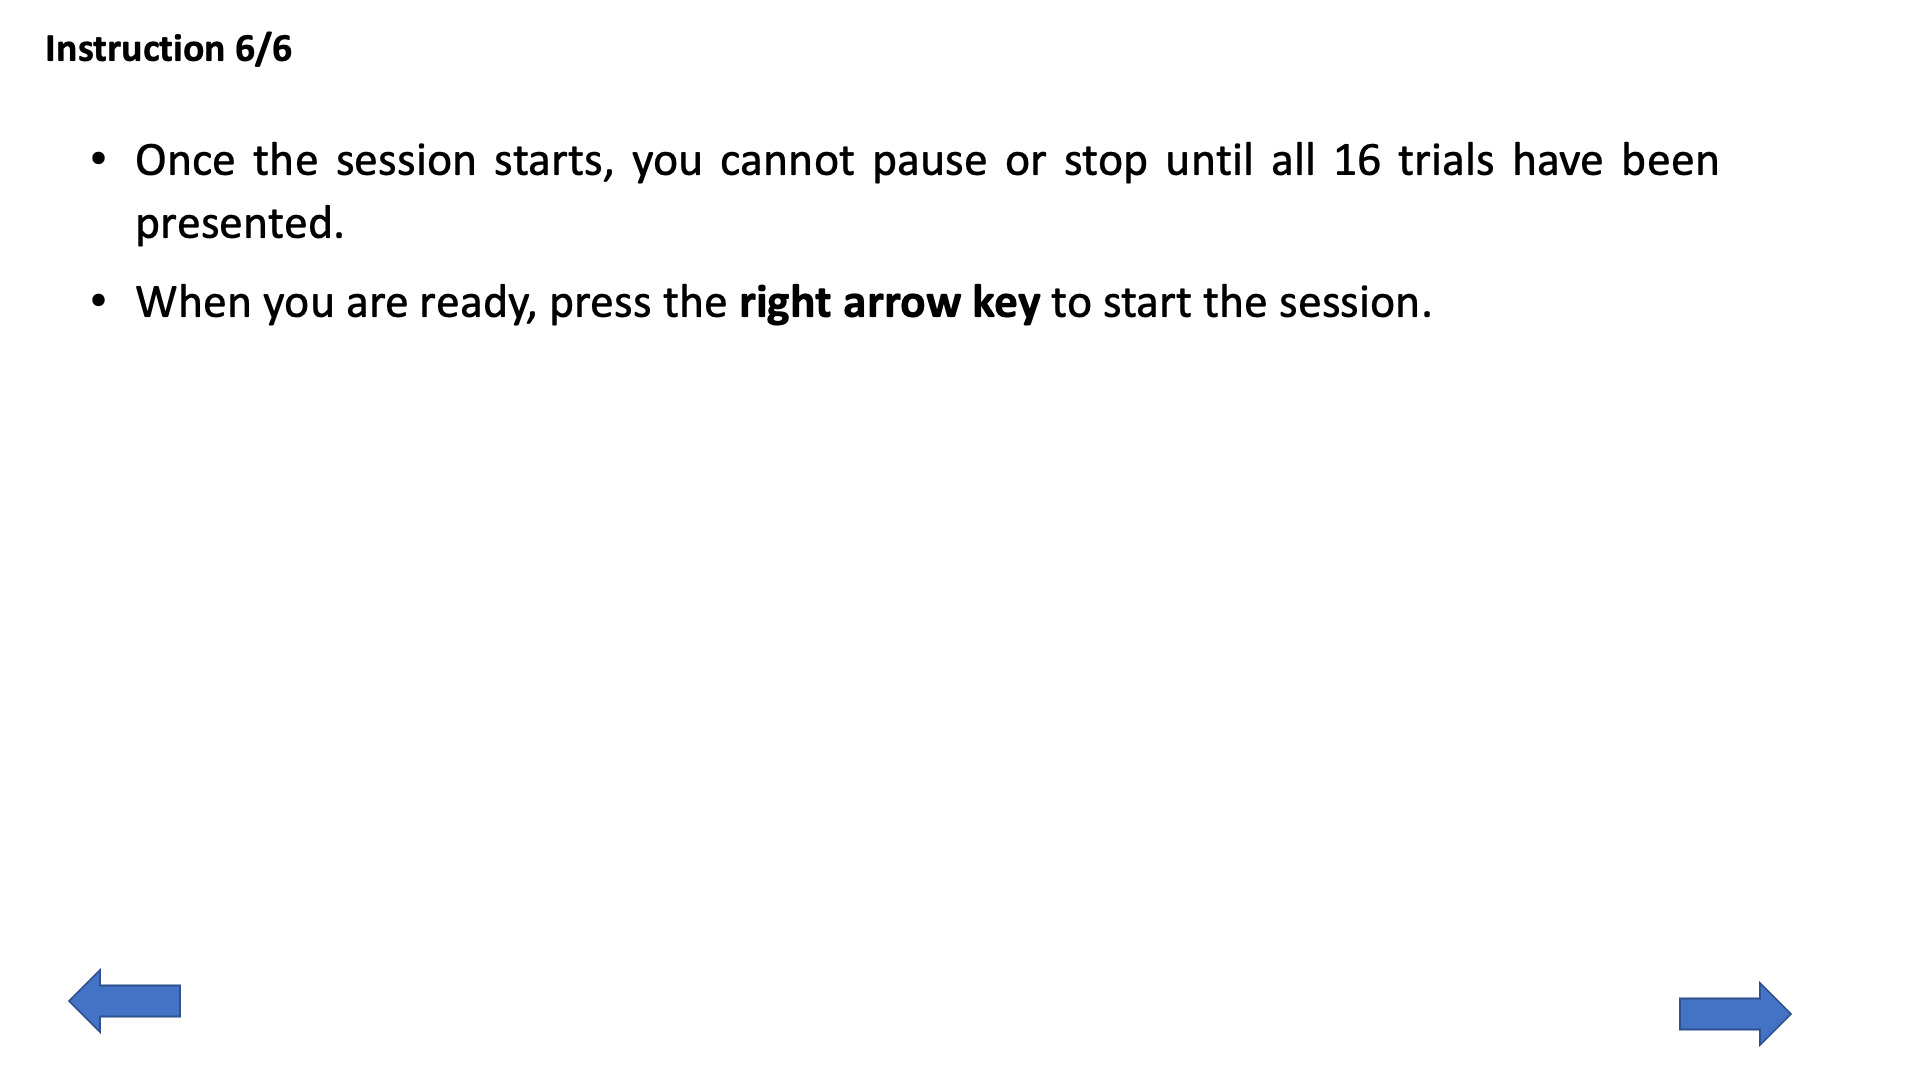 Instruction 6/6
• Once the session starts, you cannot pause or stop until all 16 trials have been
presented.
• When you are ready, press the right arrow key to start the session.